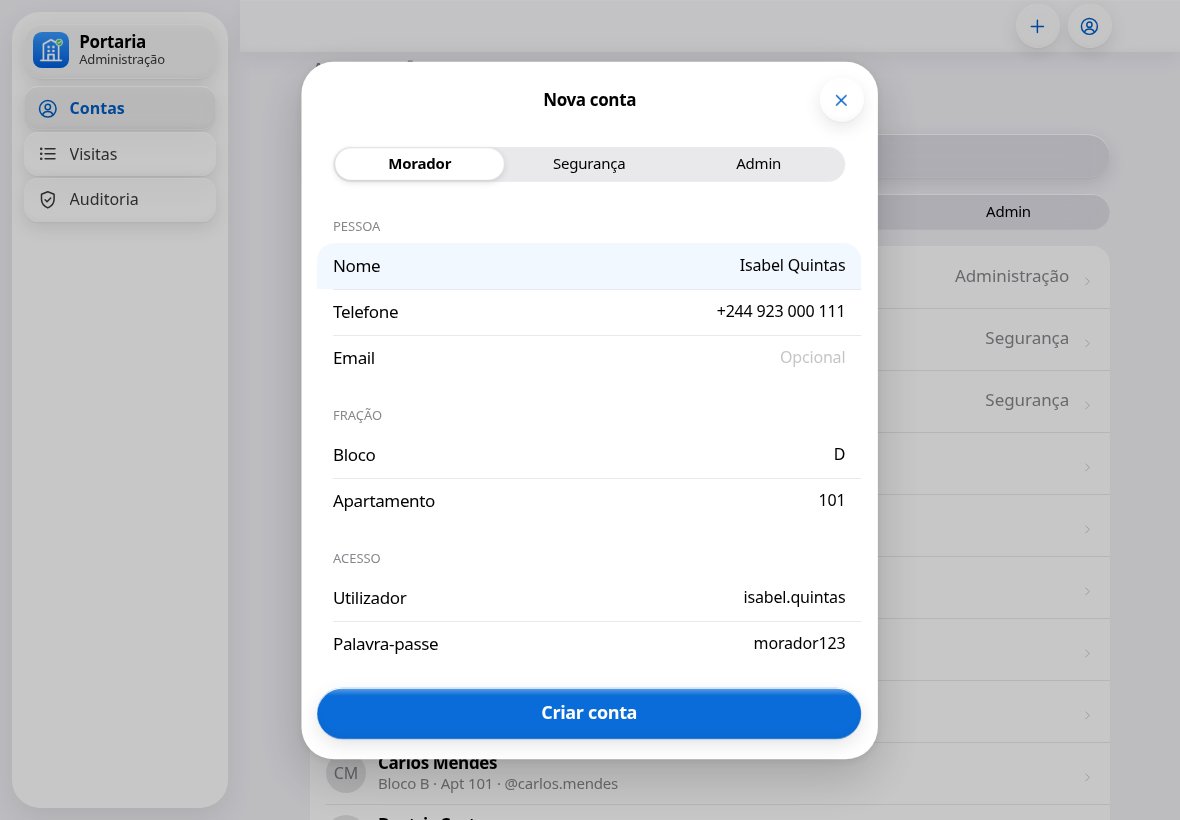 Portaria
Administração
Contas
Visitas
Auditoria
Nova conta
Morador
Segurança
Admin
PESSOA
Nome
Isabel Quintas
Telefone
+244 923 000 111
Email
Opcional
FRAÇÃO
Bloco
D
Apartamento
101
ACESSO
Utilizador
isabel.quintas
Palavra-passe
morador123
Criar conta
Admin
Administração
Segurança
Segurança
CM
Carlos Mendes
Bloco B · Apt 101 · @carlos.mendes